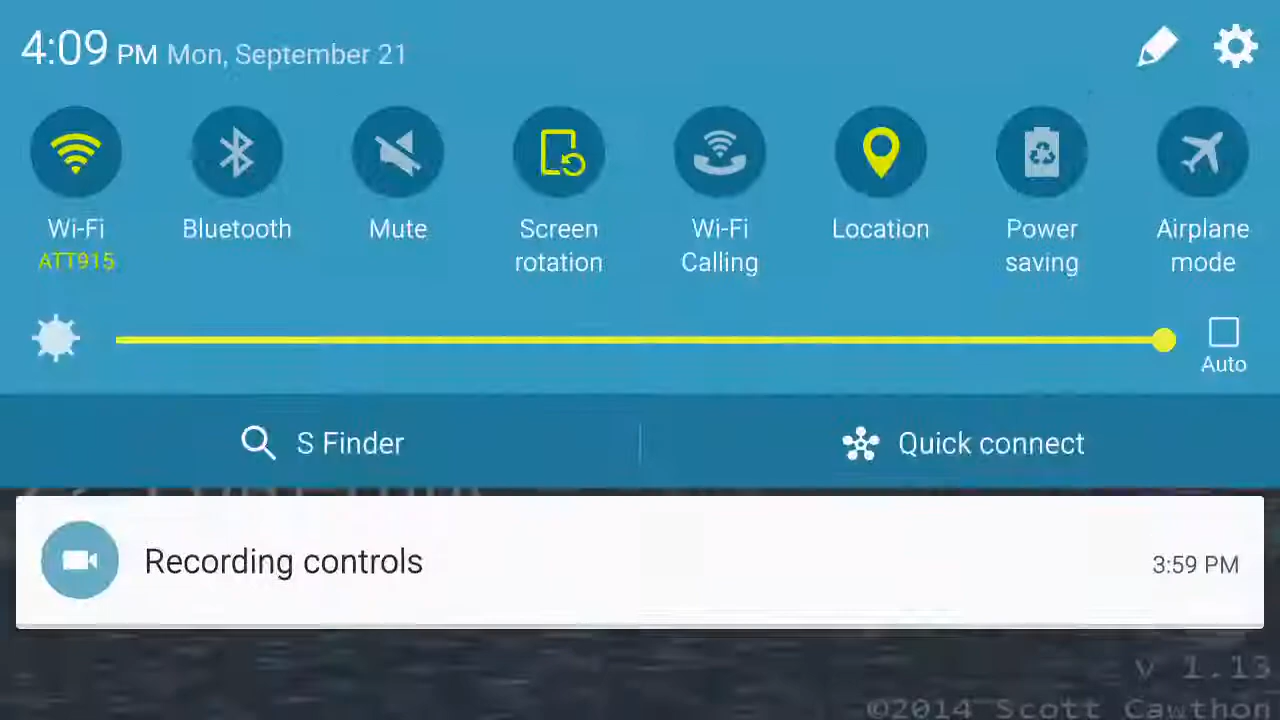 4:09 PM Mon, September 21
Wi-Fi
ATT915
Bluetooth
Mute
Screen
rotation
Wi-Fi
Calling
Location
Power
saving
Airplane
mode
Auto
S Finder
Quick connect
Recording controls
3:59 PM
v 1.13
©2014 Scott Cawthon